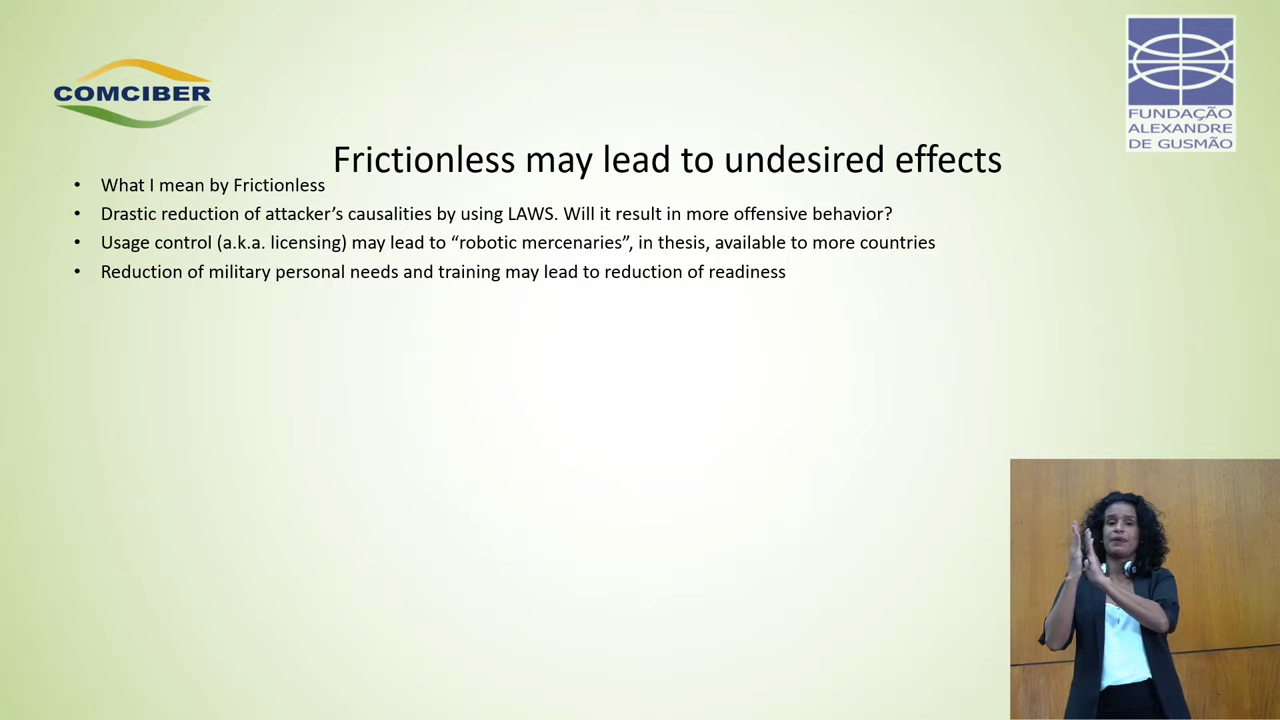 COMCIBER
FUNDAÇÃO
ALEXANDRE
DE GUSMÃO
Frictionless may lead to undesired effects
• What I mean by Frictionless
• Drastic reduction of attacker’s causalities by using LAWS. Will it result in more offensive behavior?
• Usage control (a.k.a. licensing) may lead to “robotic mercenaries”, in thesis, available to more countries
• Reduction of military personal needs and training may lead to reduction of readiness